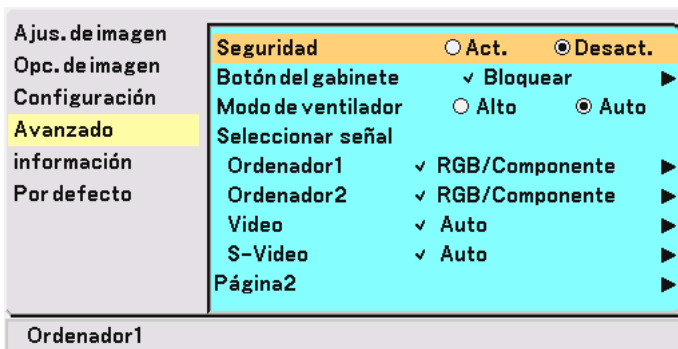 Ajus.de imagen
Opc.de imagen
Configuración
Avanzado
información
Por defecto
Seguridad Act. Desact.
Botón del gabinete ✓ Bloquear ▶
Modo de ventilador Alto Auto
Seleccionar señal
Ordenador1 ✓ RGB/Componente ▶
Ordenador2 ✓ RGB/Componente ▶
Video ✓ Auto ▶
S-Video ✓ Auto ▶
Página2 ▶
Ordenador1